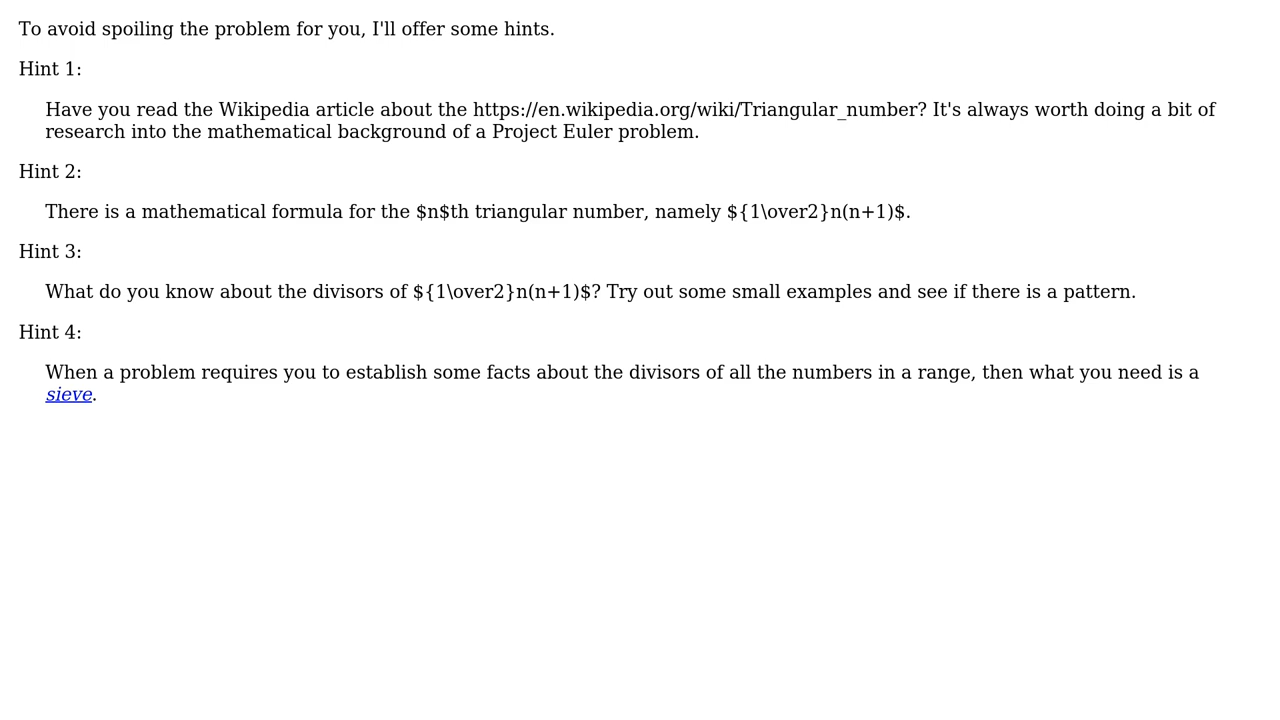 To avoid spoiling the problem for you, I'll offer some hints.
Hint 1:
Have you read the Wikipedia article about the https://en.wikipedia.org/wiki/Triangular_number? It's always worth doing a bit of
research into the mathematical background of a Project Euler problem.
Hint 2:
There is a mathematical formula for the $n$th triangular number, namely ${1\over2}n(n+1)$.
Hint 3:
What do you know about the divisors of ${1\over2}n(n+1)$? Try out some small examples and see if there is a pattern.
Hint 4:
When a problem requires you to establish some facts about the divisors of all the numbers in a range, then what you need is a
sieve.